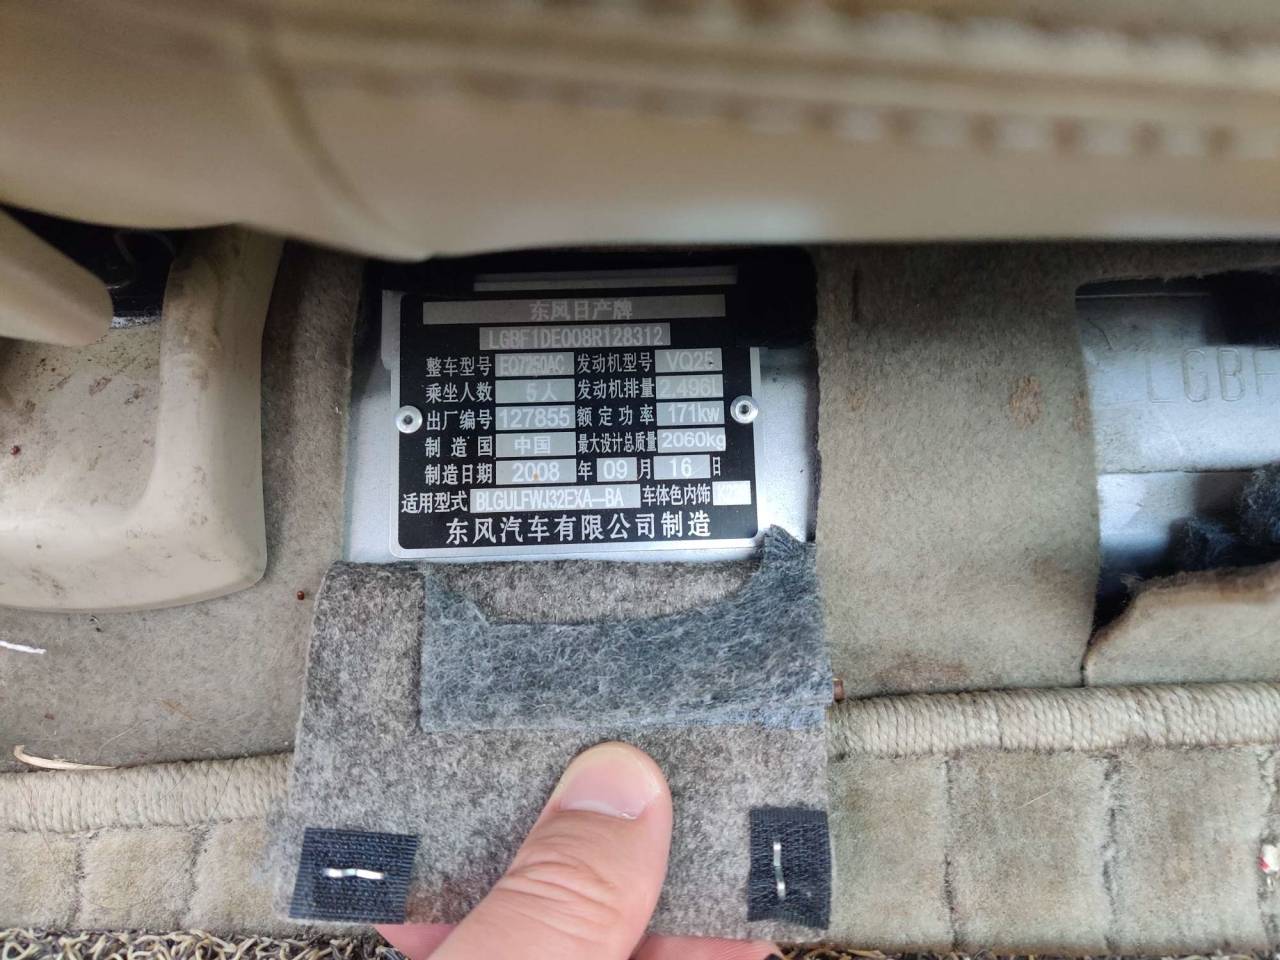 东风日产牌
LGBF1DE008R128312
整车型号 EQ7250AC 发动机型号 VQ25
乘坐人数 5人 发动机排量 2.496L
出厂编号 127855 额定功率 171kw
制造国 中国 最大设计总质量 2060kg
制造日期 2008 年 09 月 16 日
适用型式 BLGULFWJ32EXA-BA 车体色内饰
东风汽车有限公司制造
LGBF